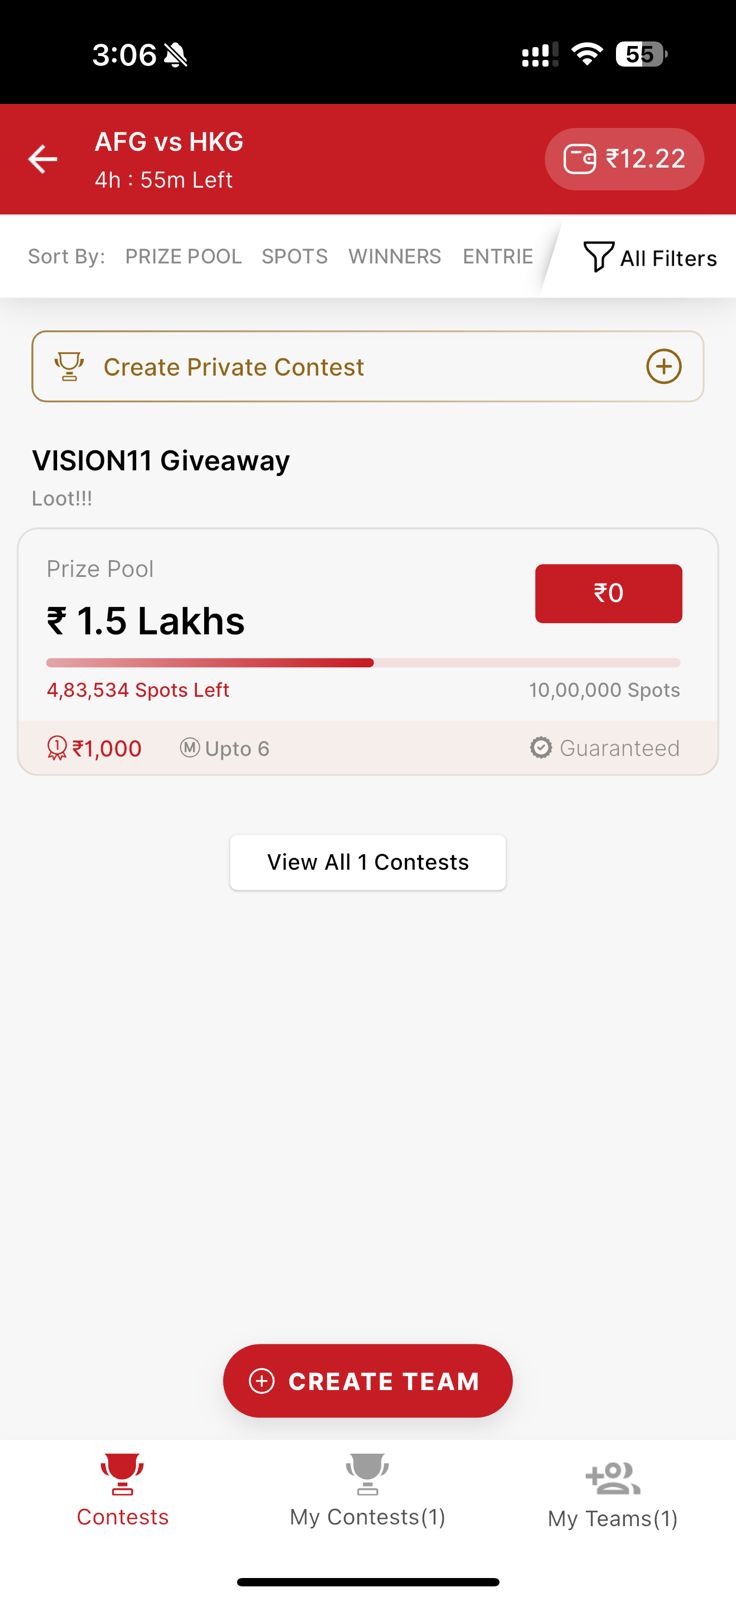 3:06
55
AFG vs HKG
4h : 55m Left
₹12.22
Sort By: PRIZE POOL SPOTS WINNERS ENTRIE
All Filters
Create Private Contest
VISION11 Giveaway
Loot!!!
Prize Pool
₹ 1.5 Lakhs
₹0
4,83,534 Spots Left
10,00,000 Spots
1 ₹1,000
M Upto 6
Guaranteed
View All 1 Contests
CREATE TEAM
Contests
My Contests(1)
My Teams(1)